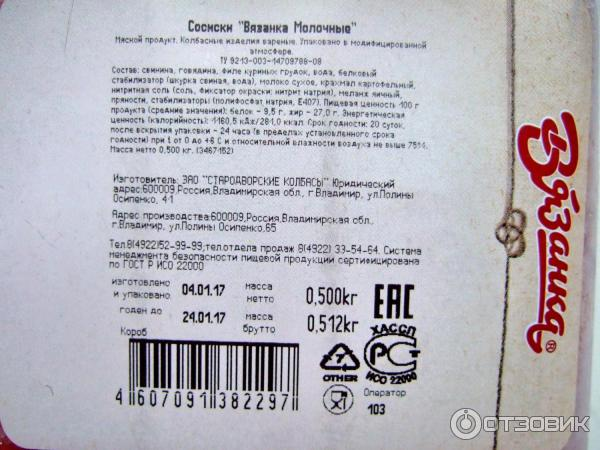 Сосиски "Вязанка Молочные"
Мясной продукт. Колбасные изделия вареные. Упаковано в модифицированной
атмосфере.
ТУ 9213-003-14709788-08
Состав: свинина, говядина, филе куриных грудок, вода, белковый
стабилизатор (шкурка свиная, вода), молоко сухое, крахмал картофельный,
нитритная соль (соль, фиксатор окраски: нитрит натрия), меланж яичный,
пряности, стабилизаторы (полифосфат натрия, Е407). Пищевая ценность 100 г
продукта (средние значения): белок - 9,5 г, жир - 27,0 г. Энергетическая
ценность (калорийность): 1160,5 кДж/281,0 ккал. Срок годности: 20 суток,
после вскрытия упаковки - 24 часа (в пределах установленного срока
годности) при t от 0 до +6 С и относительной влажности воздуха не выше 75%.
Масса нетто 0,500 кг. (3467-152)
Изготовитель: ЗАО "СТАРОДВОРСКИЕ КОЛБАСЫ" Юридический
адрес:600009,Россия,Владимирская обл., г.Владимир, ул.Полины
Осипенко, 41
Адрес производства:600009,Россия,Владимирская обл.,
г.Владимир, ул.Полины Осипенко,65
Тел.8(4922)52-99-99;тел.отдела продаж 8(4922) 33-54-64. Система
менеджмента безопасности пищевой продукции сертифицирована
по ГОСТ Р ИСО 22000
изготовлено
и упаковано: 04.01.17 масса нетто 0,500кг
годен до 24.01.17 масса брутто 0,512кг
Короб
EAC
ХАССП
РСТ
ИСО 22000
7
OTHER
Оператор
103
4 607091 382297
Вязанка
®
ОТЗОВИК